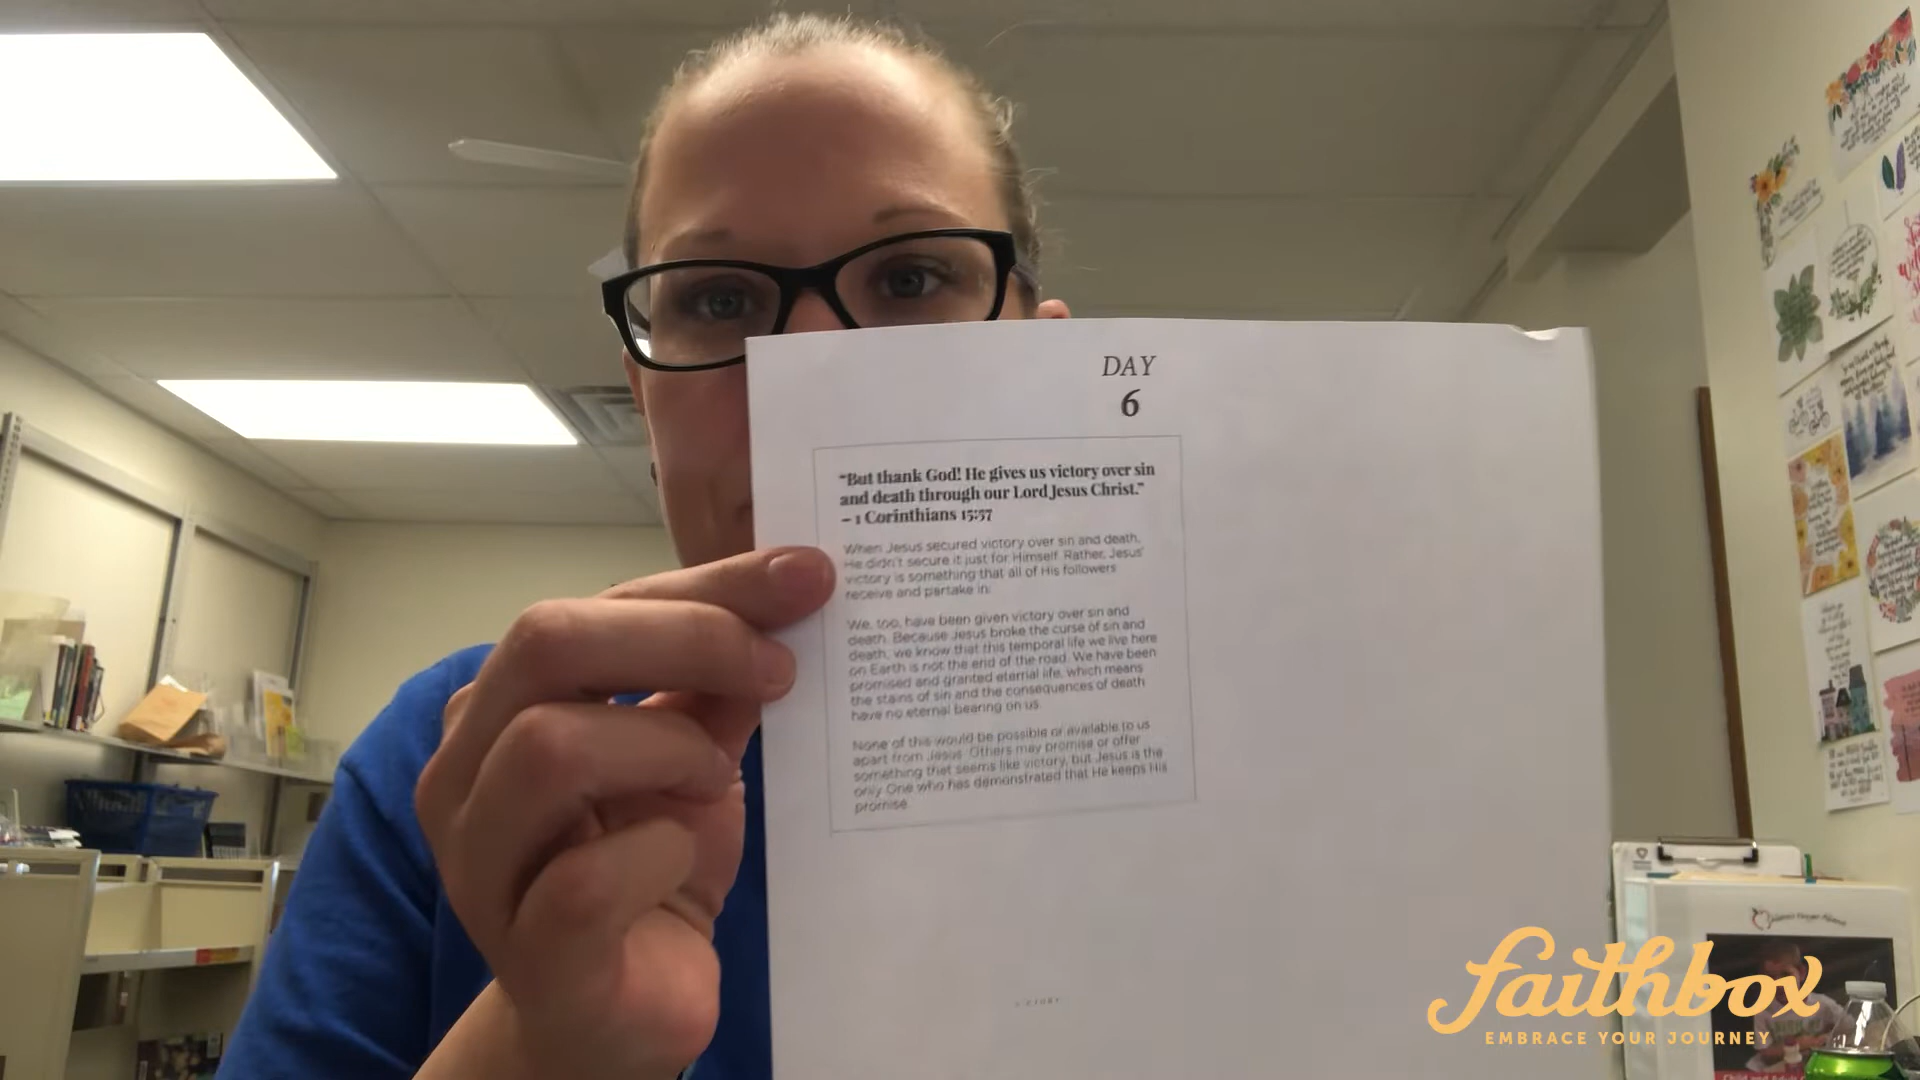 DAY
6
"But thank God! He gives us victory over sin
and death through our Lord Jesus Christ."
– 1 Corinthians 15:57
When Jesus secured victory over sin and death,
He didn't secure it just for Himself. Rather, Jesus'
victory is something that all of His followers
receive and partake in.
We, too, have been given victory over sin and
death. Because Jesus broke the curse of sin and
death, we know that this temporal life we live here
on Earth is not the end of the road. We have been
promised and granted eternal life, which means
the stains of sin and the consequences of death
have no eternal bearing on us.
None of this would be possible or available to us
apart from Jesus. Others may promise or offer
something that seems like victory, but Jesus is the
only One who has demonstrated that He keeps His
promise.
VICTORY
faithbox
EMBRACE YOUR JOURNEY